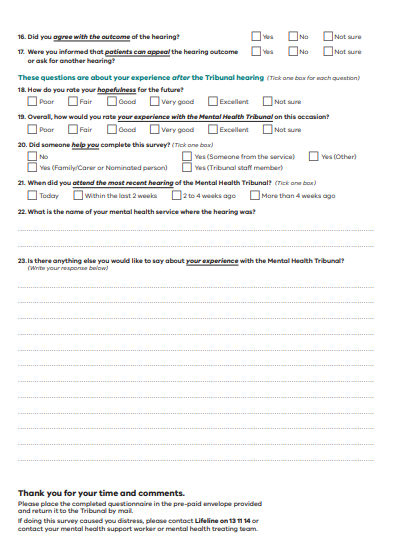 16. Did you agree with the outcome of the hearing? Yes No Not sure
17. Were you informed that patients can appeal the hearing outcome Yes No Not sure
or ask for another hearing?
These questions are about your experience after the Tribunal hearing (Tick one box for each question)
18. How do you rate your hopefulness for the future?
Poor Fair Good Very good Excellent Not sure
19. Overall, how would you rate your experience with the Mental Health Tribunal on this occasion?
Poor Fair Good Very good Excellent Not sure
20. Did someone help you complete this survey? (Tick one box)
No Yes (Someone from the service) Yes (Other)
Yes (Family/Carer or Nominated person) Yes (Tribunal staff member)
21. When did you attend the most recent hearing of the Mental Health Tribunal? (Tick one box)
Today Within the last 2 weeks 2 to 4 weeks ago More than 4 weeks ago
22. What is the name of your mental health service where the hearing was?
23. Is there anything else you would like to say about your experience with the Mental Health Tribunal?
(Write your response below)
Thank you for your time and comments.
Please place the completed questionnaire in the pre-paid envelope provided
and return it to the Tribunal by mail.
If doing this survey caused you distress, please contact Lifeline on 13 11 14 or
contact your mental health support worker or mental health treating team.